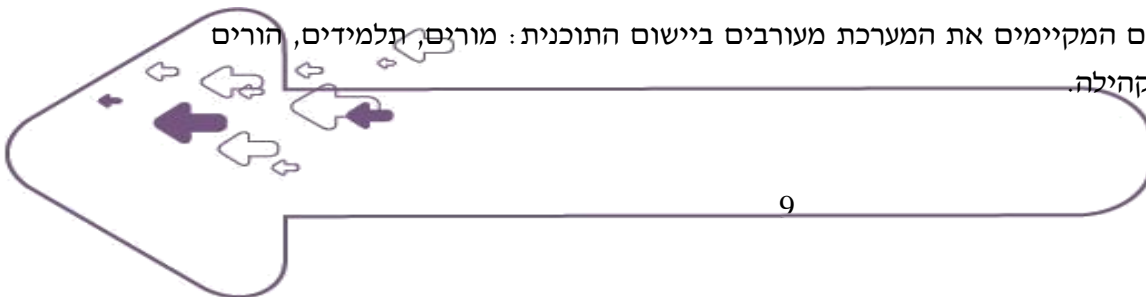 ם המקיימים את המערכת מעורבים ביישום התוכנית: מורים, תלמידים, הורים
קהילה.
9